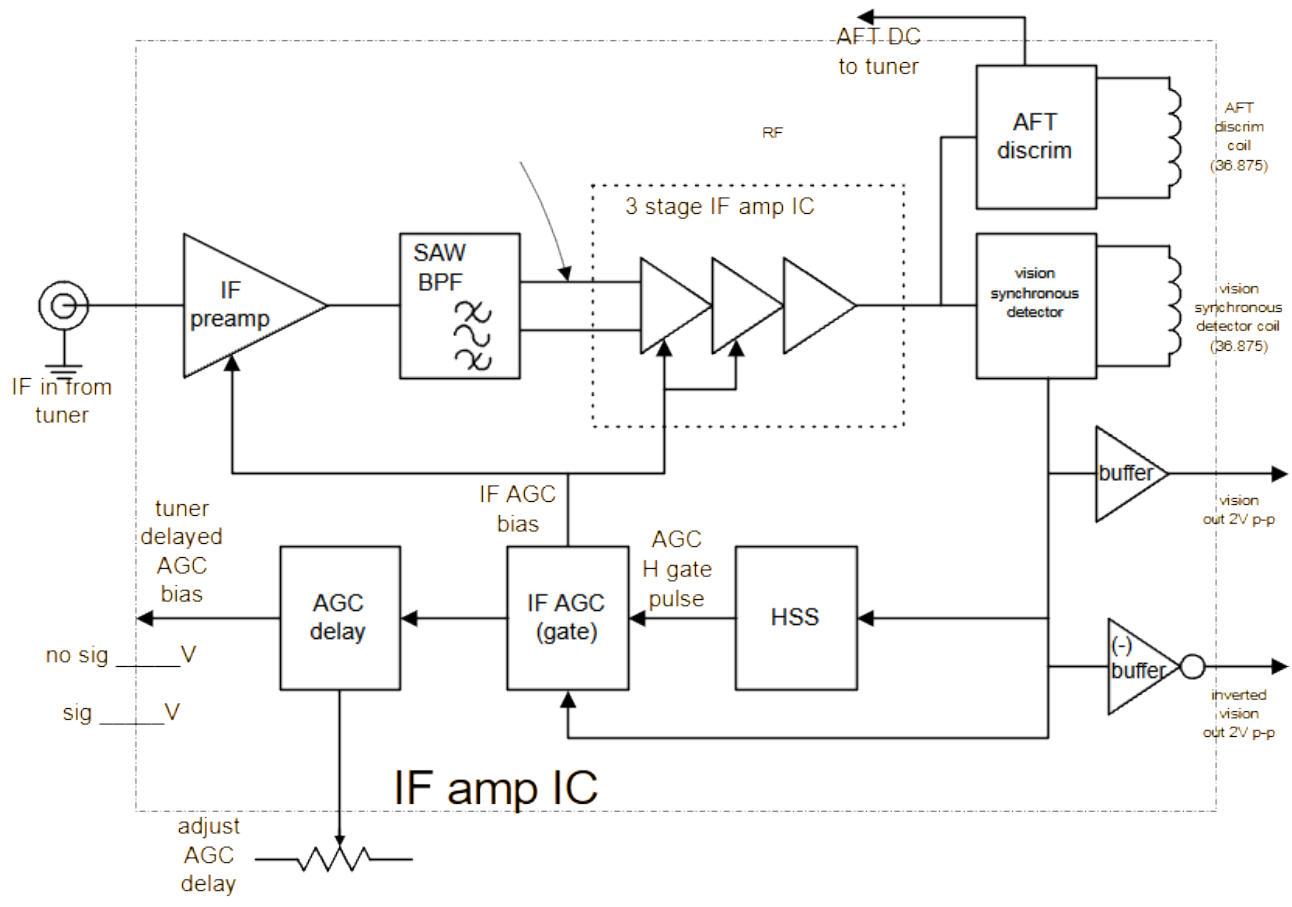 AFT DC
to tuner
AFT
discrim
AFT
discrim
coil
(36.875)
RF
3 stage IF amp IC
SAW
BPF
IF
preamp
vision
synchronous
detector
vision
synchronous
detector coil
(36.875)
IF in from
tuner
buffer
vision
out 2V p-p
IF AGC
bias
tuner
delayed
AGC
bias
AGC
H gate
pulse
AGC
delay
IF AGC
(gate)
HSS
(-)
buffer
no sig _____V
sig _____V
inverted
vision
out 2V p-p
IF amp IC
adjust
AGC
delay